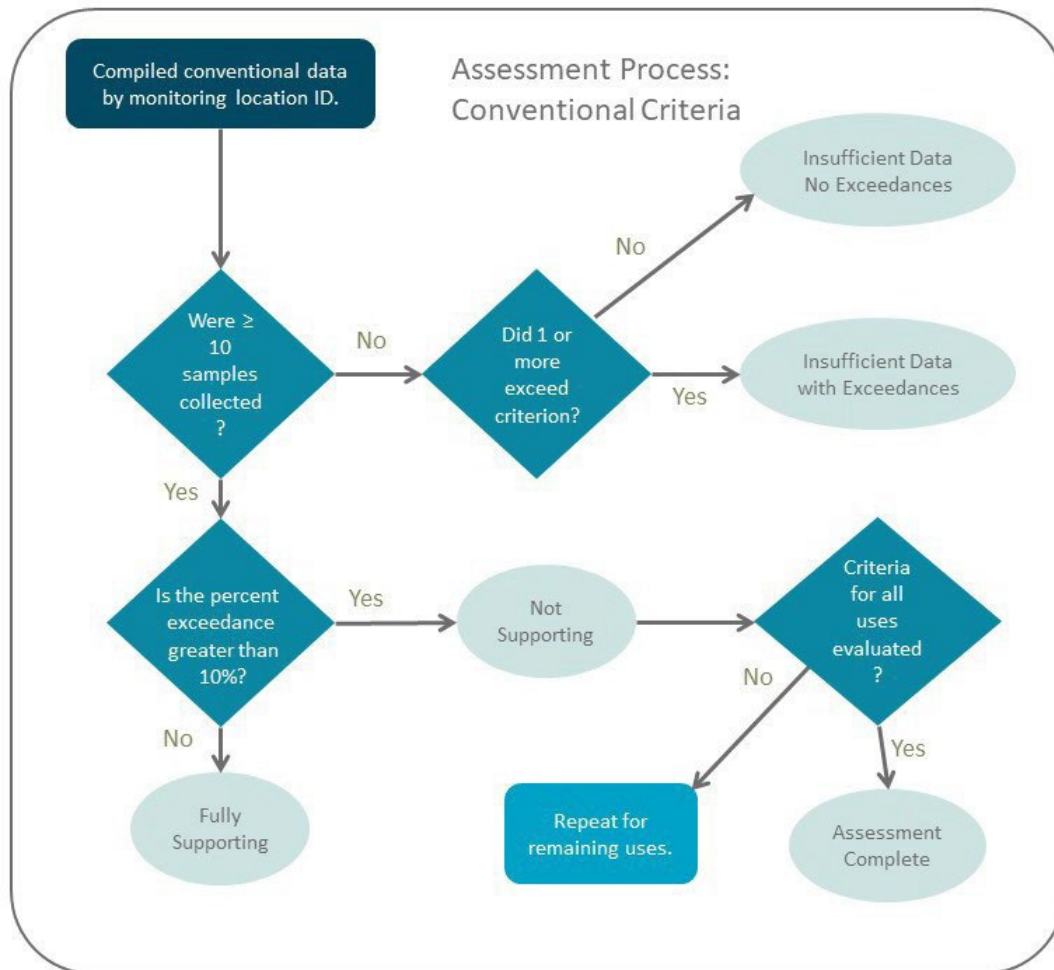 Compiled conventional data
by monitoring location ID.
Assessment Process:
Conventional Criteria
Insufficient Data
No Exceedances
No
Were ≥
10
samples
collected
?
No
Did 1 or
more
exceed
criterion?
Yes
Insufficient Data
with Exceedances
Yes
Is the percent
exceedance
greater than
10%?
Yes
Not
Supporting
Criteria
for all
uses
evaluated
?
No
No
Yes
Fully
Supporting
Repeat for
remaining uses.
Assessment
Complete